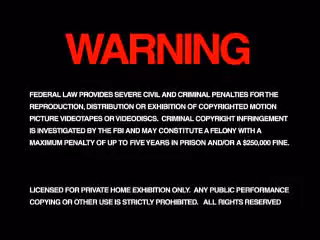 WARNING
FEDERAL LAW PROVIDES SEVERE CIVIL AND CRIMINAL PENALTIES FOR THE
REPRODUCTION, DISTRIBUTION OR EXHIBITION OF COPYRIGHTED MOTION
PICTURE VIDEOTAPES OR VIDEODISCS. CRIMINAL COPYRIGHT INFRINGEMENT
IS INVESTIGATED BY THE FBI AND MAY CONSTITUTE A FELONY WITH A
MAXIMUM PENALTY OF UP TO FIVE YEARS IN PRISON AND/OR A $250,000 FINE.
LICENSED FOR PRIVATE HOME EXHIBITION ONLY. ANY PUBLIC PERFORMANCE
COPYING OR OTHER USE IS STRICTLY PROHIBITED. ALL RIGHTS RESERVED